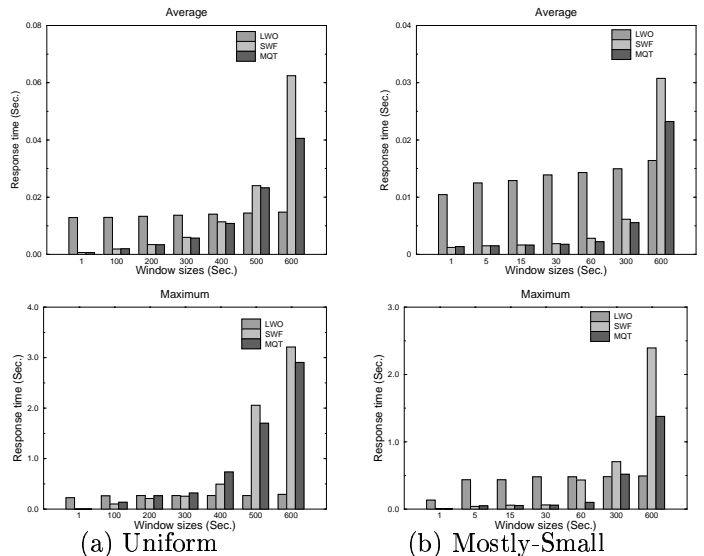 Average
0.08
0.06
0.04
0.02
0.00
Response time (Sec.)
LWO
SWF
MQT
1 100 200 300 400 500 600
Window sizes (Sec.)
Average
0.04
0.03
0.02
0.01
0.00
Response time (Sec.)
LWO
SWF
MQT
1 5 15 30 60 300 600
Window sizes (Sec.)
Maximum
4.0
3.0
2.0
1.0
0.0
Response time (Sec.)
LWO
SWF
MQT
1 100 200 300 400 500 600
Window sizes (Sec.)
(a) Uniform
Maximum
3.0
2.0
1.0
0.0
Response time (Sec.)
LWO
SWF
MQT
1 5 15 30 60 300 600
Window sizes (Sec.)
(b) Mostly-Small